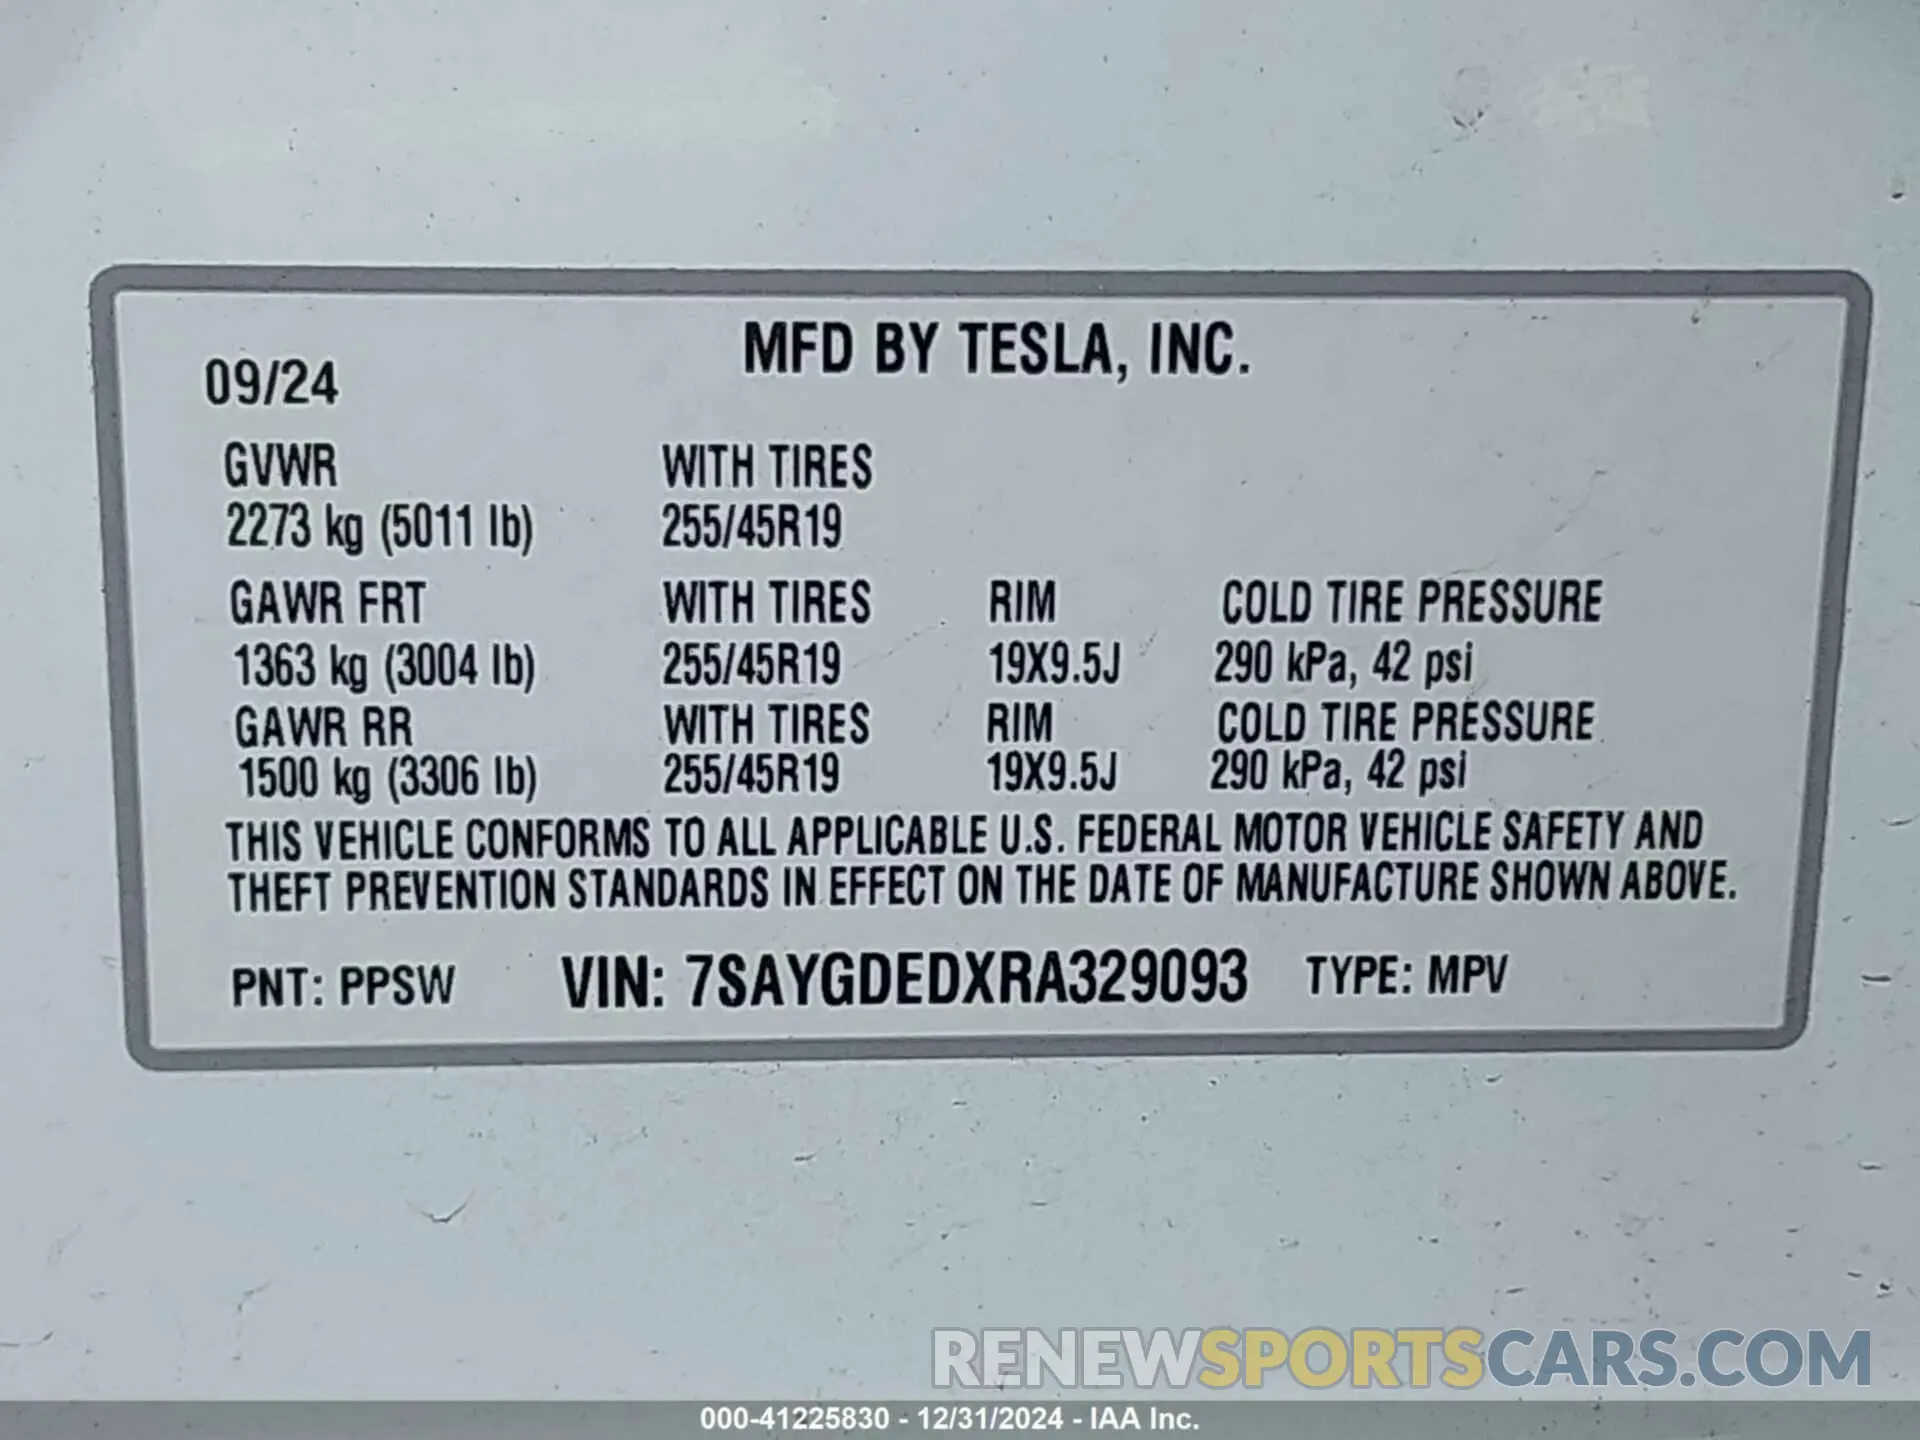 MFD BY TESLA, INC.
09/24
GVWR WITH TIRES
2273 kg (5011 lb) 255/45R19
GAWR FRT WITH TIRES RIM COLD TIRE PRESSURE
1363 kg (3004 lb) 255/45R19 19X9.5J 290 kPa, 42 psi
GAWR RR WITH TIRES RIM COLD TIRE PRESSURE
1500 kg (3306 lb) 255/45R19 19X9.5J 290 kPa, 42 psi
THIS VEHICLE CONFORMS TO ALL APPLICABLE U.S. FEDERAL MOTOR VEHICLE SAFETY AND
THEFT PREVENTION STANDARDS IN EFFECT ON THE DATE OF MANUFACTURE SHOWN ABOVE.
PNT: PPSW VIN: 7SAYGDEDXRA329093 TYPE: MPV
RENEWSPORTSCARS.COM
000-41225830 - 12/31/2024 - IAA Inc.